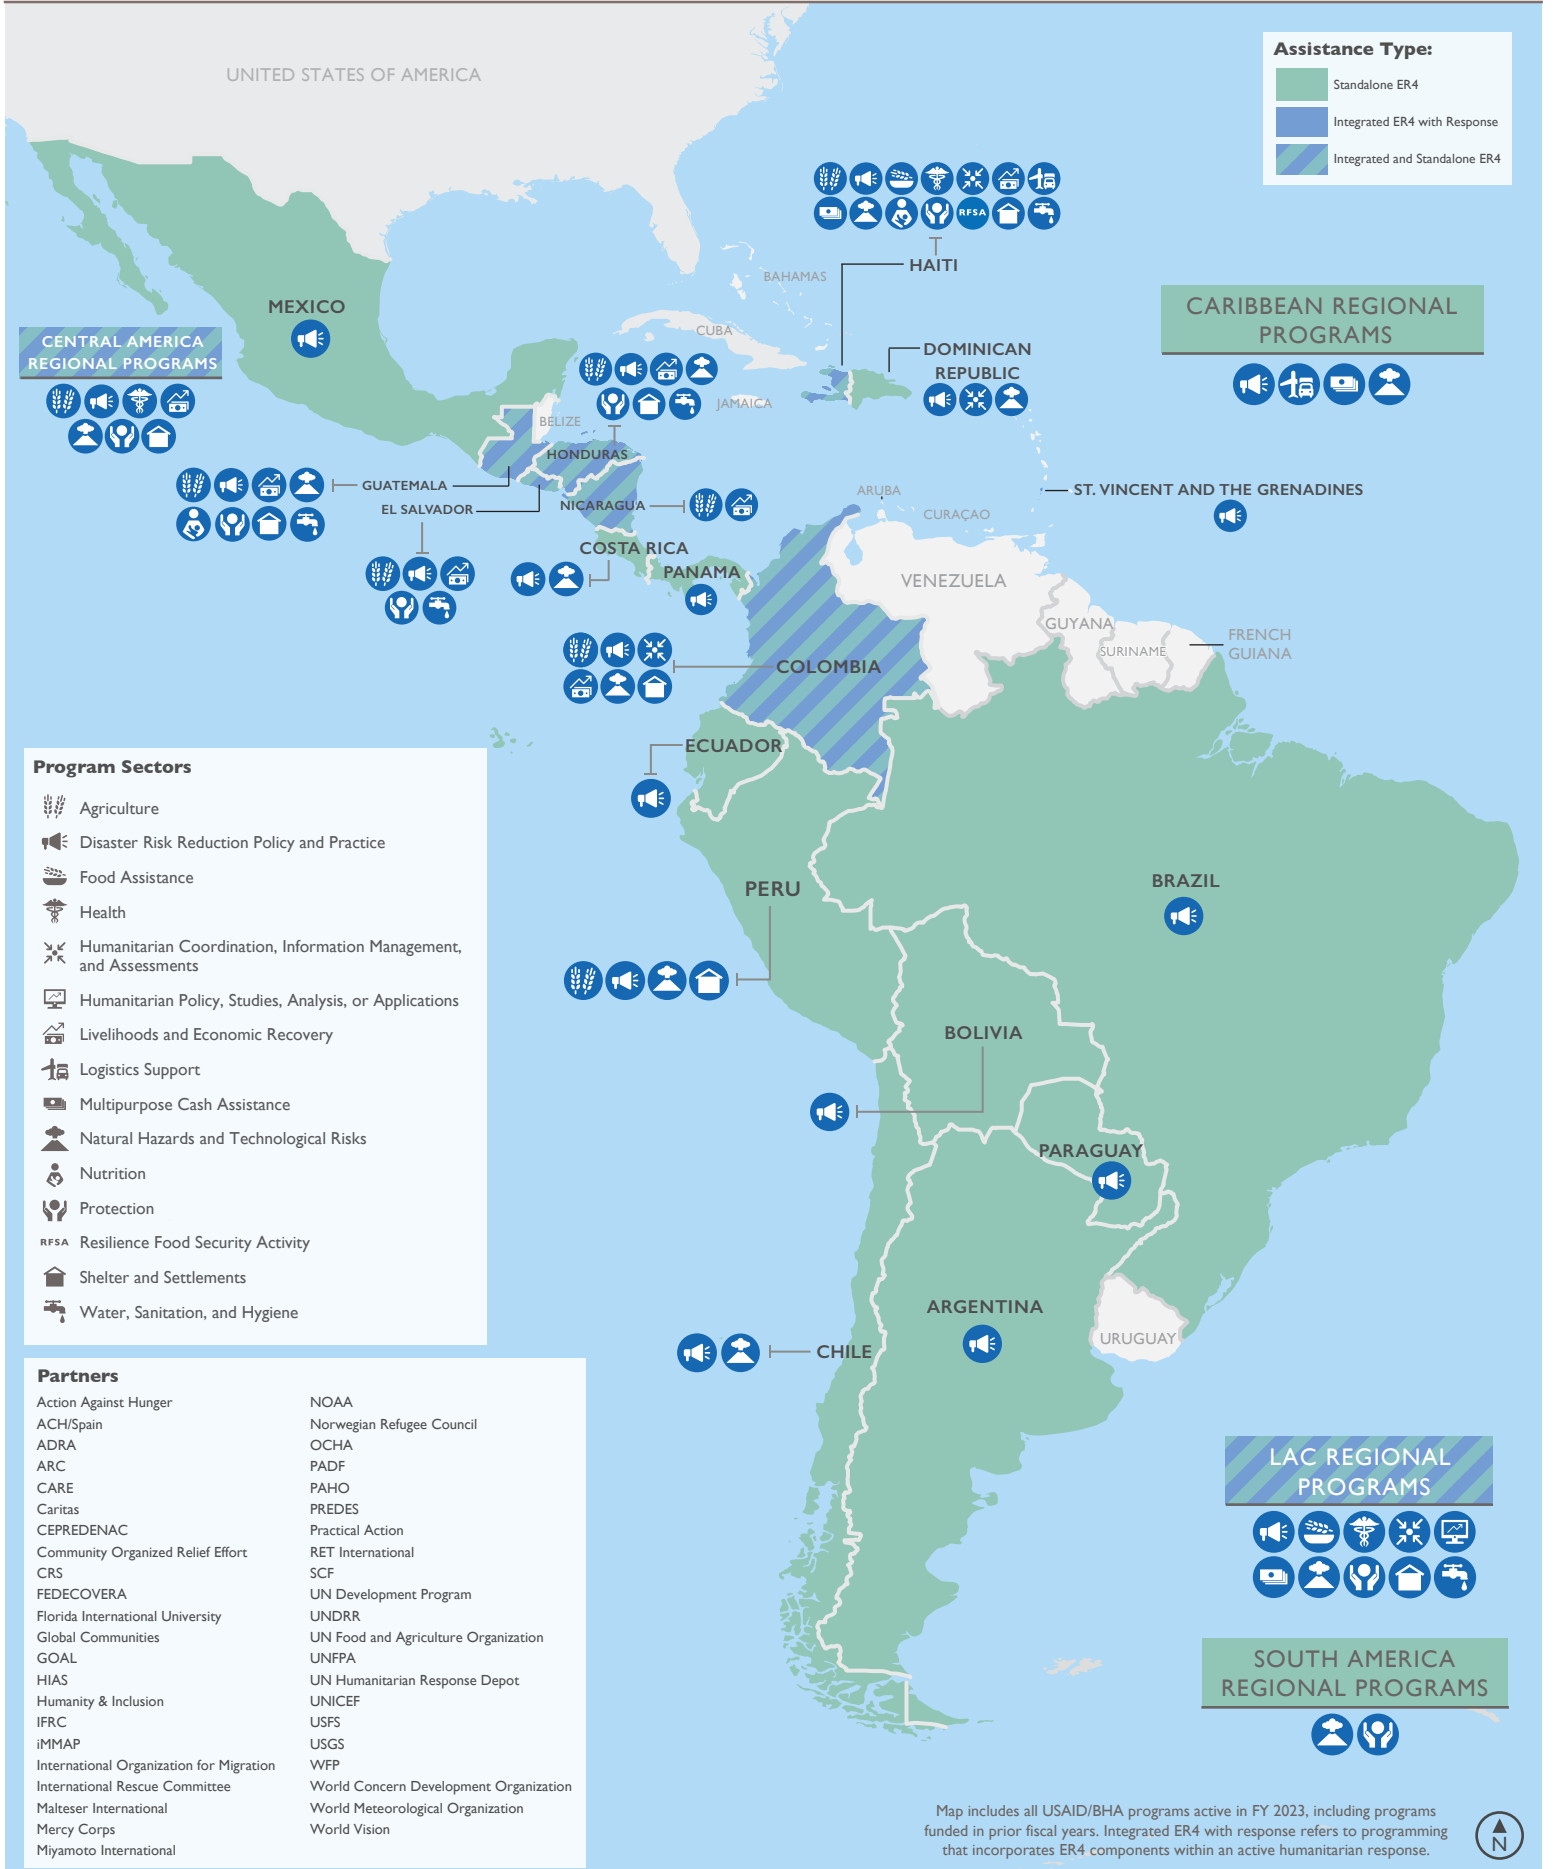 UNITED STATES OF AMERICA
Assistance Type:
Standalone ER4
Integrated ER4 with Response
Integrated and Standalone ER4
RFSA
HAITI
BAHAMAS
MEXICO
CUBA
CARIBBEAN REGIONAL
PROGRAMS
CENTRAL AMERICA
REGIONAL PROGRAMS
DOMINICAN
REPUBLIC
JAMAICA
BELIZE
HONDURAS
GUATEMALA
EL SALVADOR
NICARAGUA
ARUBA
CURAÇAO
ST. VINCENT AND THE GRENADINES
COSTA RICA
PANAMA
VENEZUELA
GUYANA
SURINAME
FRENCH
GUIANA
COLOMBIA
ECUADOR
PERU
BRAZIL
BOLIVIA
PARAGUAY
ARGENTINA
CHILE
URUGUAY
Program Sectors
Agriculture
Disaster Risk Reduction Policy and Practice
Food Assistance
Health
Humanitarian Coordination, Information Management,
and Assessments
Humanitarian Policy, Studies, Analysis, or Applications
Livelihoods and Economic Recovery
Logistics Support
Multipurpose Cash Assistance
Natural Hazards and Technological Risks
Nutrition
Protection
RFSA Resilience Food Security Activity
Shelter and Settlements
Water, Sanitation, and Hygiene
Partners
Action Against Hunger
ACH/Spain
ADRA
ARC
CARE
Caritas
CEPREDENAC
Community Organized Relief Effort
CRS
FEDECOVERA
Florida International University
Global Communities
GOAL
HIAS
Humanity & Inclusion
IFRC
iMMAP
International Organization for Migration
International Rescue Committee
Malteser International
Mercy Corps
Miyamoto International
NOAA
Norwegian Refugee Council
OCHA
PADF
PAHO
PREDES
Practical Action
RET International
SCF
UN Development Program
UNDRR
UN Food and Agriculture Organization
UNFPA
UN Humanitarian Response Depot
UNICEF
USFS
USGS
WFP
World Concern Development Organization
World Meteorological Organization
World Vision
LAC REGIONAL
PROGRAMS
SOUTH AMERICA
REGIONAL PROGRAMS
Map includes all USAID/BHA programs active in FY 2023, including programs
funded in prior fiscal years. Integrated ER4 with response refers to programming
that incorporates ER4 components within an active humanitarian response.
N